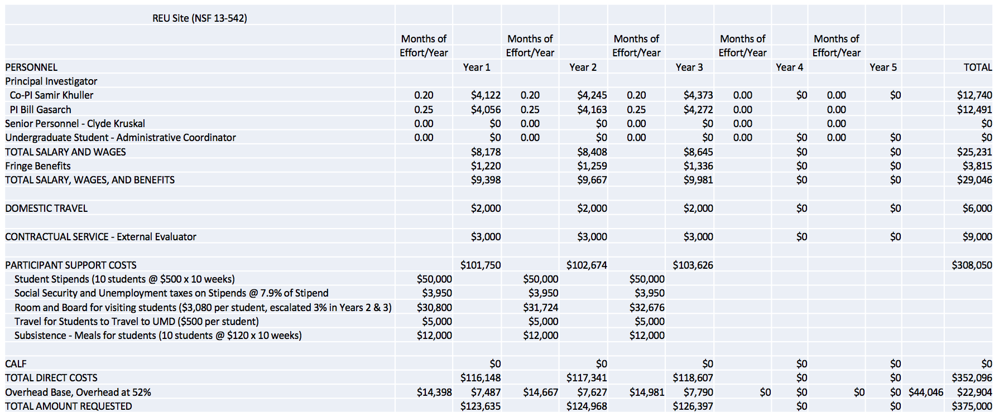 REU Site (NSF 13-542)
Months of Months of Months of Months of Months of
Effort/Year Effort/Year Effort/Year Effort/Year Effort/Year
PERSONNEL Year 1 Year 2 Year 3 Year 4 Year 5 TOTAL
Principal Investigator
Co-PI Samir Khuller 0.20 $4,122 0.20 $4,245 0.20 $4,373 0.00 $0 0.00 $0 $12,740
PI Bill Gasarch 0.25 $4,056 0.25 $4,163 0.25 $4,272 0.00 0.00 $12,491
Senior Personnel - Clyde Kruskal 0.00 $0 0.00 $0 0.00 $0 0.00 0.00 $0
Undergraduate Student - Administrative Coordinator 0.00 $0 0.00 $0 0.00 $0 0.00 $0 0.00 $0 $0
TOTAL SALARY AND WAGES $8,178 $8,408 $8,645 $0 $0 $25,231
Fringe Benefits $1,220 $1,259 $1,336 $0 $0 $3,815
TOTAL SALARY, WAGES, AND BENEFITS $9,398 $9,667 $9,981 $0 $0 $29,046
DOMESTIC TRAVEL $2,000 $2,000 $2,000 $0 $0 $6,000
CONTRACTUAL SERVICE - External Evaluator $3,000 $3,000 $3,000 $0 $0 $9,000
PARTICIPANT SUPPORT COSTS $101,750 $102,674 $103,626 $308,050
Student Stipends (10 students @ $500 x 10 weeks) $50,000 $50,000 $50,000
Social Security and Unemployment taxes on Stipends @ 7.9% of Stipend $3,950 $3,950 $3,950
Room and Board for visiting students ($3,080 per student, escalated 3% in Years 2 & 3) $30,800 $31,724 $32,676
Travel for Students to Travel to UMD ($500 per student) $5,000 $5,000 $5,000
Subsistence - Meals for students (10 students @ $120 x 10 weeks) $12,000 $12,000 $12,000
CALF $0 $0 $0 $0 $0 $0
TOTAL DIRECT COSTS $116,148 $117,341 $118,607 $0 $0 $352,096
Overhead Base, Overhead at 52% $14,398 $7,487 $14,667 $7,627 $14,981 $7,790 $0 $0 $0 $0 $44,046 $22,904
TOTAL AMOUNT REQUESTED $123,635 $124,968 $126,397 $0 $0 $375,000